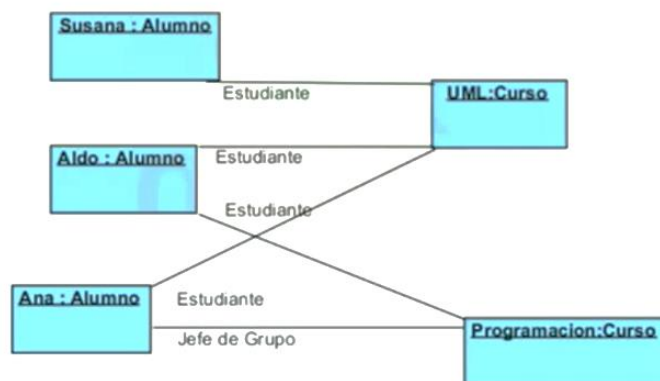 Susana : Alumno
Estudiante
UML:Curso
Aldo : Alumno
Estudiante
Estudiante
Ana : Alumno
Estudiante
Jefe de Grupo
Programacion:Curso